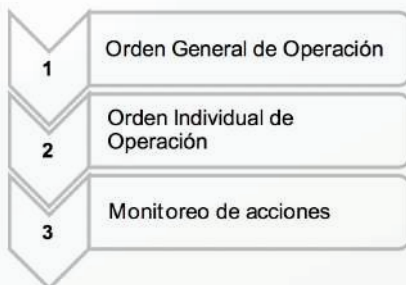 1
Orden General de Operación
2
Orden Individual de
Operación
3
Monitoreo de acciones